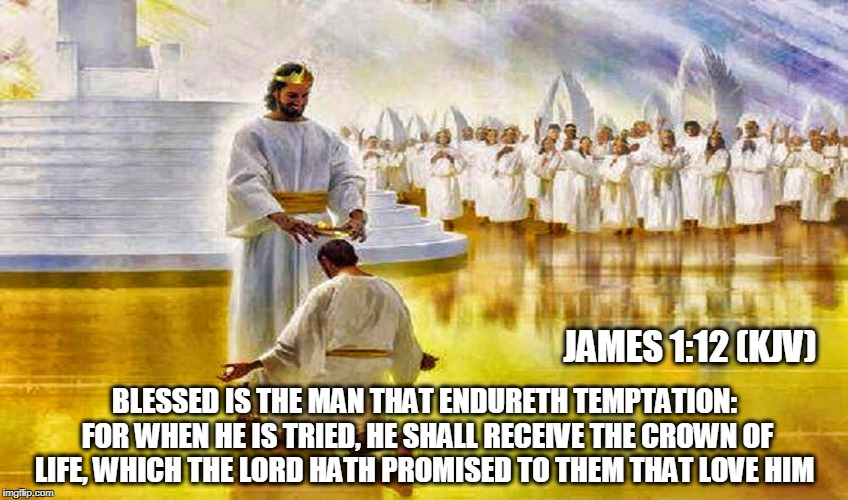 JAMES 1:12 (KJV)
BLESSED IS THE MAN THAT ENDURETH TEMPTATION:
FOR WHEN HE IS TRIED, HE SHALL RECEIVE THE CROWN OF
LIFE, WHICH THE LORD HATH PROMISED TO THEM THAT LOVE HIM
imgflip.com